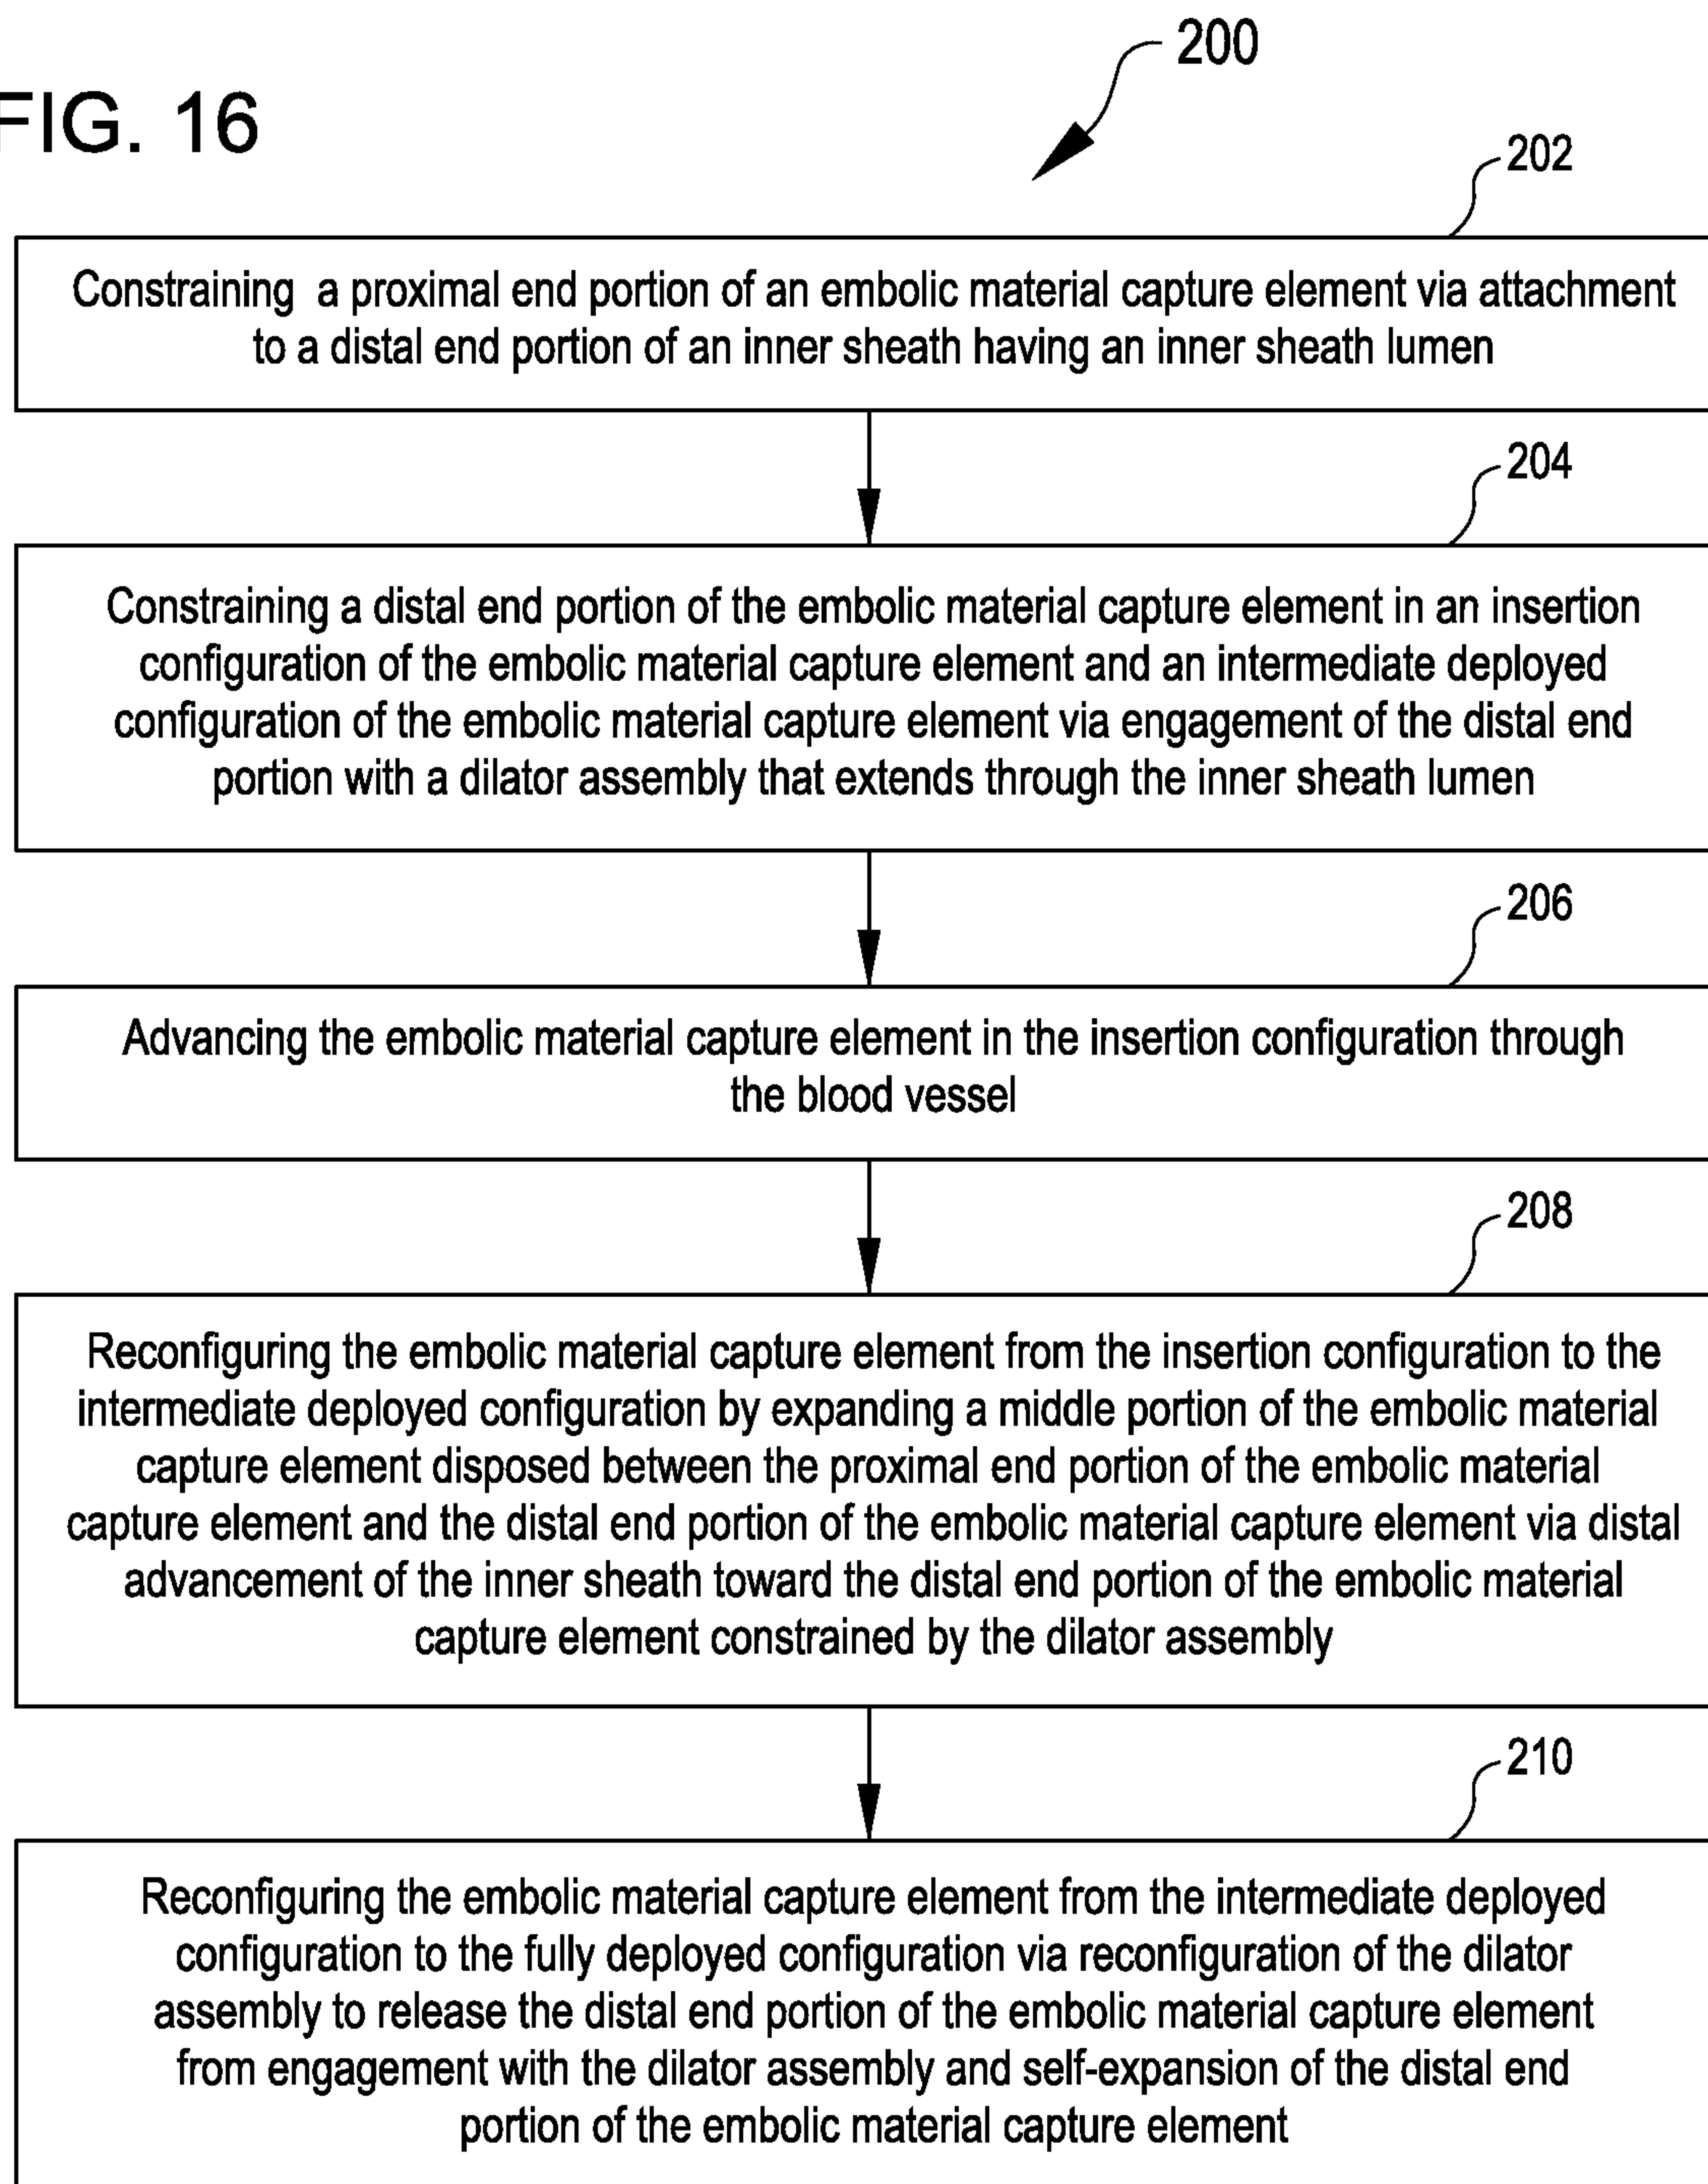 200
FIG. 16
202
Constraining a proximal end portion of an embolic material capture element via attachment
to a distal end portion of an inner sheath having an inner sheath lumen
204
Constraining a distal end portion of the embolic material capture element in an insertion
configuration of the embolic material capture element and an intermediate deployed
configuration of the embolic material capture element via engagement of the distal end
portion with a dilator assembly that extends through the inner sheath lumen
206
Advancing the embolic material capture element in the insertion configuration through
the blood vessel
208
Reconfiguring the embolic material capture element from the insertion configuration to the
intermediate deployed configuration by expanding a middle portion of the embolic material
capture element disposed between the proximal end portion of the embolic material
capture element and the distal end portion of the embolic material capture element via distal
advancement of the inner sheath toward the distal end portion of the embolic material
capture element constrained by the dilator assembly
210
Reconfiguring the embolic material capture element from the intermediate deployed
configuration to the fully deployed configuration via reconfiguration of the dilator
assembly to release the distal end portion of the embolic material capture element
from engagement with the dilator assembly and self-expansion of the distal end
portion of the embolic material capture element